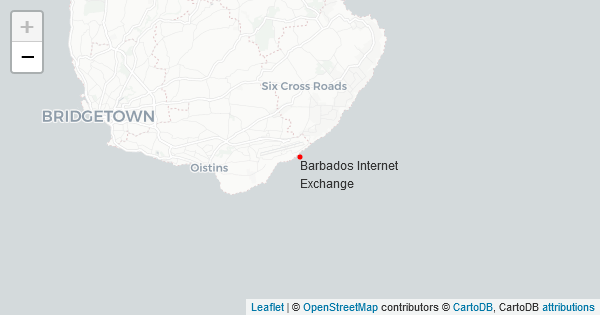 +
−
Six Cross Roads
BRIDGETOWN
Oistins
Barbados Internet
Exchange
Leaflet | © OpenStreetMap contributors © CartoDB, CartoDB attributions